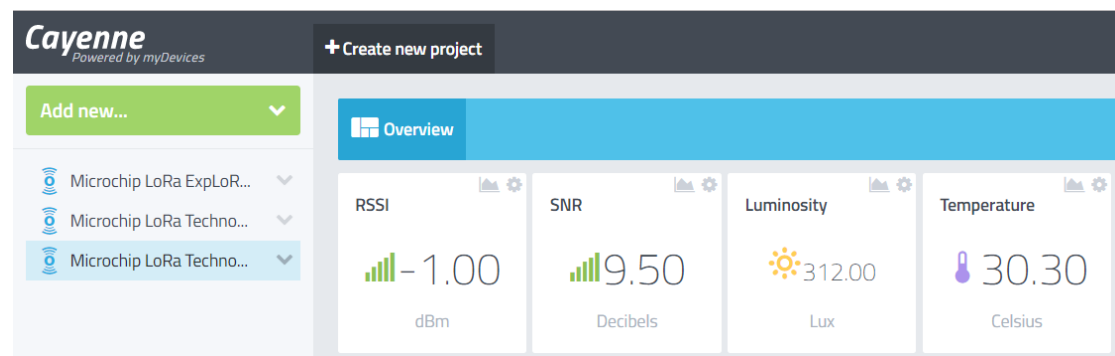 Cayenne
Powered by myDevices
+Create new project
Add new...
Overview
Microchip LoRa ExpLoR...
Microchip LoRa Techno...
Microchip LoRa Techno...
RSSI
-1.00
dBm
SNR
9.50
Decibels
Luminosity
312.00
Lux
Temperature
30.30
Celsius